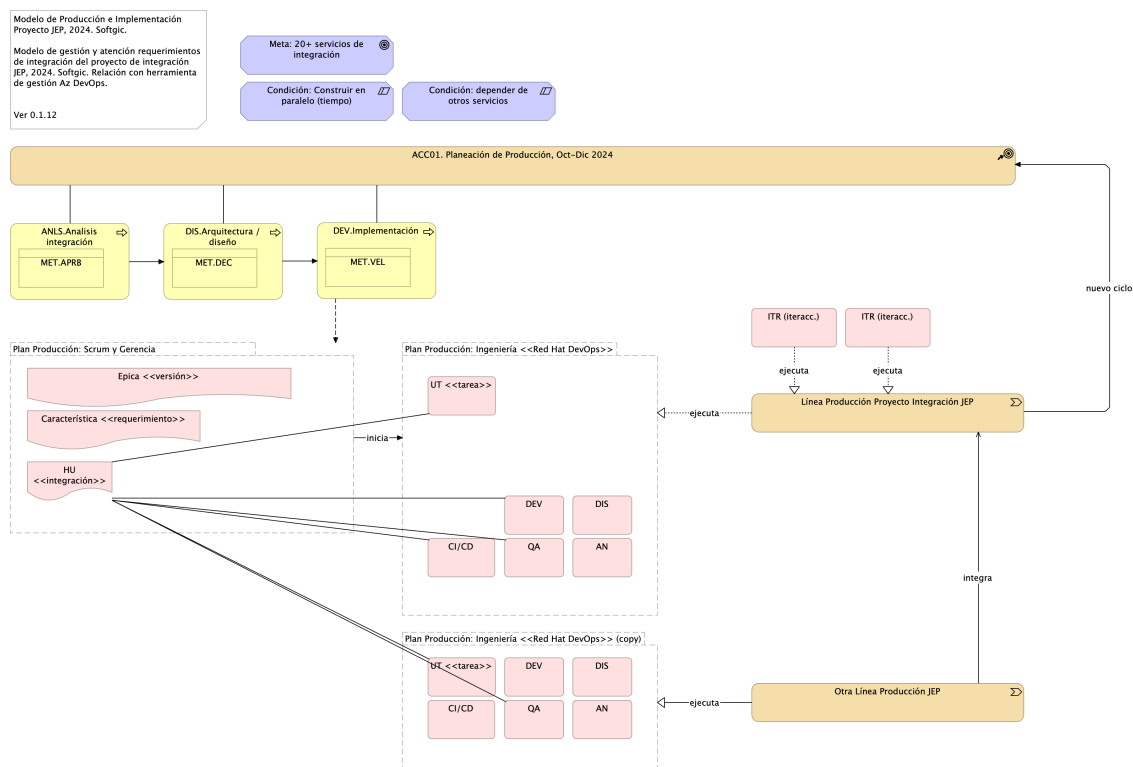 Modelo de Producción e Implementación
Proyecto JEP, 2024. Softgic.
Modelo de gestión y atención requerimientos
de integración del proyecto de integración
JEP, 2024. Softgic. Relación con herramienta
de gestión Az DevOps.
Ver 0.1.12
Meta: 20+ servicios de
integración
Condición: Construir en
paralelo (tiempo)
Condición: depender de
otros servicios
ACC01. Planeación de Producción, Oct-Dic 2024
ANLS.Analisis
integración
MET.APRB
DIS.Arquitectura /
diseño
MET.DEC
DEV.Implementación
MET.VEL
nuevo ciclo
ITR (iteracc.)
ITR (iteracc.)
ejecuta
ejecuta
Plan Producción: Scrum y Gerencia
Epica <<versión>>
Característica <<requerimiento>>
HU
<<integración>>
inicia
Plan Producción: Ingeniería <<Red Hat DevOps>>
UT <<tarea>>
DEV
DIS
CI/CD
QA
AN
ejecuta
Línea Producción Proyecto Integración JEP
integra
Plan Producción: Ingeniería <<Red Hat DevOps>> (copy)
UT <<tarea>>
DEV
DIS
CI/CD
QA
AN
ejecuta
Otra Línea Producción JEP